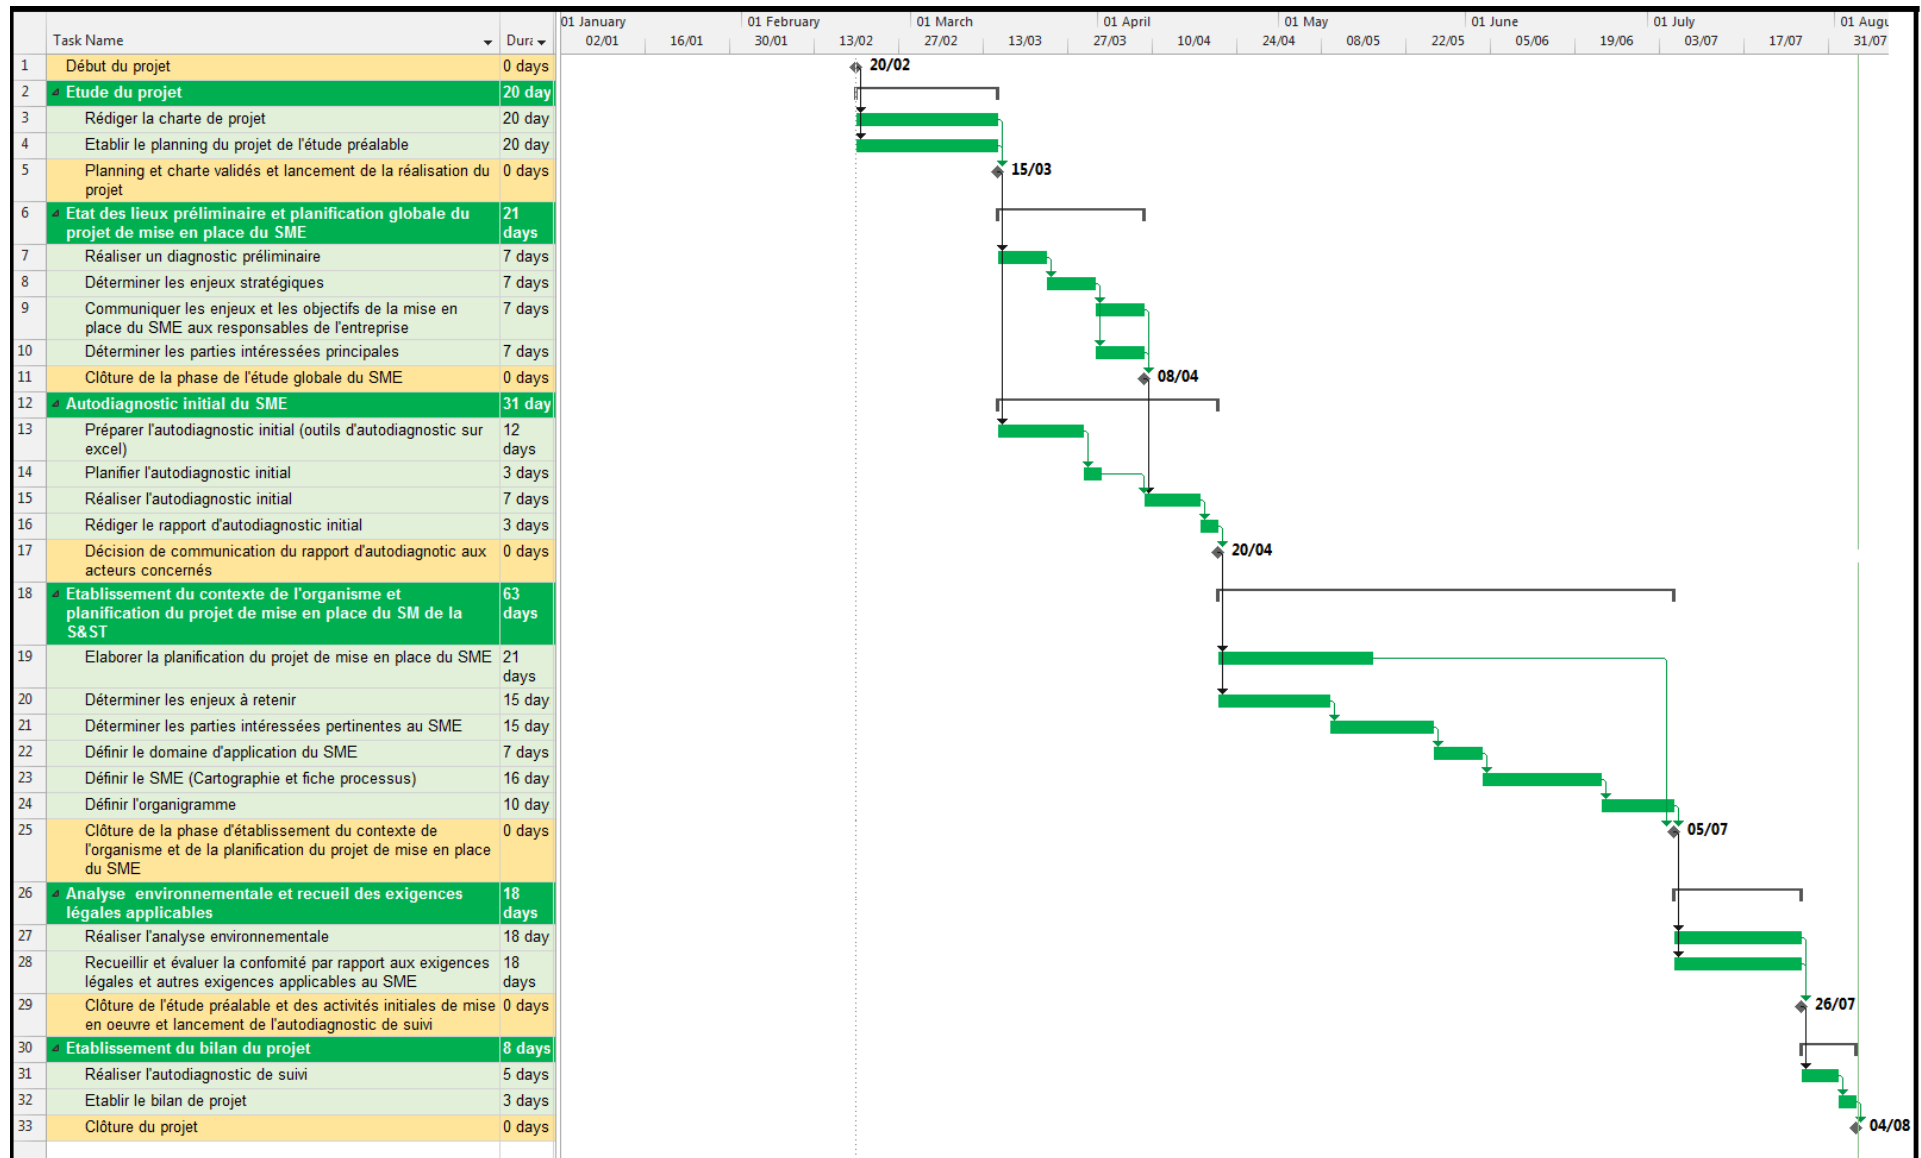 01 January 01 February 01 March 01 April 01 May 01 June 01 July 01 Augu
Task Name Dura 02/01 16/01 30/01 13/02 27/02 13/03 27/03 10/04 24/04 08/05 22/05 05/06 19/06 03/07 17/07 31/07
1 Début du projet 0 days 20/02
2 Etude du projet 20 day
3 Rédiger la charte de projet 20 day
4 Etablir le planning du projet de l'étude préalable 20 day
5 Planning et charte validés et lancement de la réalisation du 0 days 15/03
projet
6 Etat des lieux préliminaire et planification globale du 21
projet de mise en place du SME days
7 Réaliser un diagnostic préliminaire 7 days
8 Déterminer les enjeux stratégiques 7 days
9 Communiquer les enjeux et les objectifs de la mise en 7 days
place du SME aux responsables de l'entreprise
10 Déterminer les parties intéressées principales 7 days
11 Clôture de la phase de l'étude globale du SME 0 days 08/04
12 Autodiagnostic initial du SME 31 day
13 Préparer l'autodiagnostic initial (outils d'autodiagnostic sur 12
excel) days
14 Planifier l'autodiagnostic initial 3 days
15 Réaliser l'autodiagnostic initial 7 days
16 Rédiger le rapport d'autodiagnostic initial 3 days
17 Décision de communication du rapport d'autodiagnotic aux 0 days 20/04
acteurs concernés
18 Etablissement du contexte de l'organisme et 63
planification du projet de mise en place du SM de la days
S&ST
19 Elaborer la planification du projet de mise en place du SME 21
days
20 Déterminer les enjeux à retenir 15 day
21 Déterminer les parties intéressées pertinentes au SME 15 day
22 Définir le domaine d'application du SME 7 days
23 Définir le SME (Cartographie et fiche processus) 16 day
24 Définir l'organigramme 10 day
25 Clôture de la phase d'établissement du contexte de 0 days 05/07
l'organisme et de la planification du projet de mise en place
du SME
26 Analyse environnementale et recueil des exigences 18
légales applicables days
27 Réaliser l'analyse environnementale 18 day
28 Recueillir et évaluer la confomité par rapport aux exigences 18
légales et autres exigences applicables au SME days
29 Clôture de l'étude préalable et des activités initiales de mise 0 days 26/07
en oeuvre et lancement de l'autodiagnostic de suivi
30 Etablissement du bilan du projet 8 days
31 Réaliser l'autodiagnostic de suivi 5 days
32 Etablir le bilan de projet 3 days
33 Clôture du projet 0 days 04/08